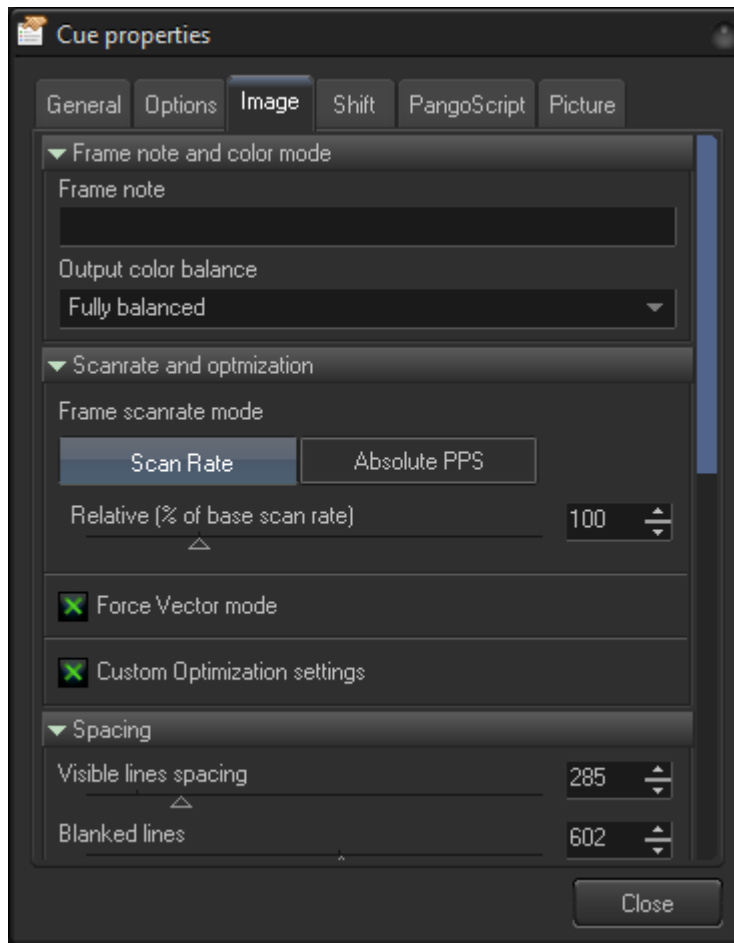 Cue properties
General Options Image Shift PangoScript Picture
Frame note and color mode
Frame note
Output color balance
Fully balanced
Scanrate and optmization
Frame scanrate mode
Scan Rate Absolute PPS
Relative (% of base scan rate) 100
Force Vector mode
Custom Optimization settings
Spacing
Visible lines spacing 285
Blanked lines 602
Close